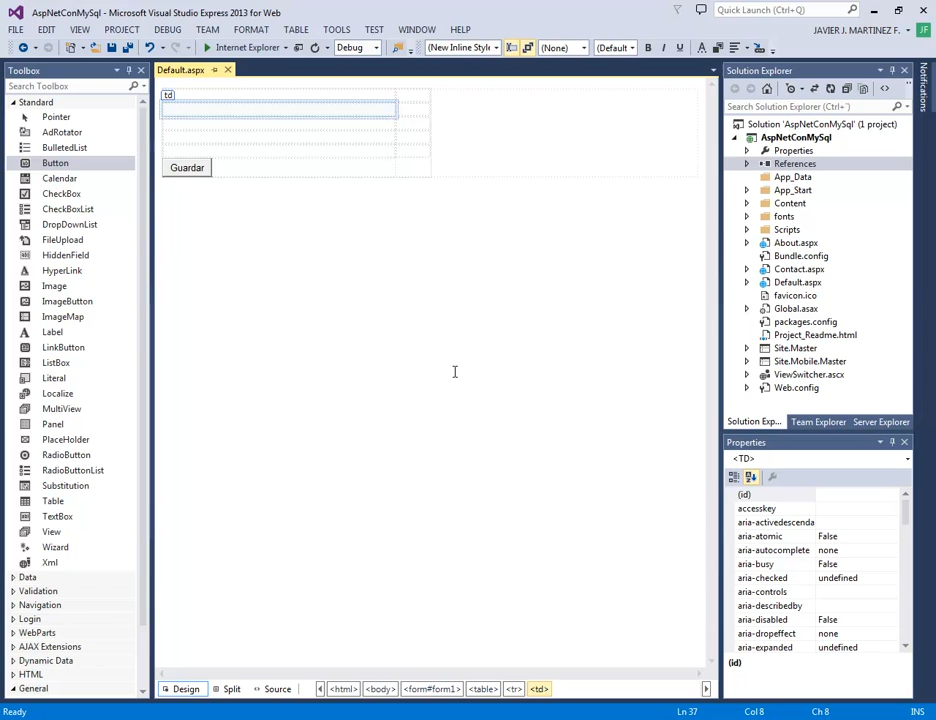 AspNetConMySql - Microsoft Visual Studio Express 2013 for Web
Quick Launch (Ctrl+Q)
FILE EDIT VIEW PROJECT DEBUG TEAM FORMAT TABLE TOOLS TEST WINDOW HELP
JAVIER J. MARTINEZ F. JF
Internet Explorer Debug (New Inline Style (None) (Default B I U A
Toolbox
Search Toolbox
Standard
Pointer
AdRotator
BulletedList
Button
Calendar
CheckBox
CheckBoxList
DropDownList
FileUpload
HiddenField
HyperLink
Image
ImageButton
ImageMap
Label
LinkButton
ListBox
Literal
Localize
MultiView
Panel
PlaceHolder
RadioButton
RadioButtonList
Substitution
Table
TextBox
View
Wizard
Xml
Data
Validation
Navigation
Login
WebParts
AJAX Extensions
Dynamic Data
HTML
General
Default.aspx
td
Guardar
Design Split Source <html> <body> <form#form1> <table> <tr> <td>
Solution Explorer
Search Solution Explorer (Ctrl+´)
Solution 'AspNetConMySql' (1 project)
AspNetConMySql
Properties
References
App_Data
App_Start
Content
fonts
Scripts
About.aspx
Bundle.config
Contact.aspx
Default.aspx
favicon.ico
Global.asax
packages.config
Project_Readme.html
Site.Master
Site.Mobile.Master
ViewSwitcher.ascx
Web.config
Solution Exp... Team Explorer Server Explorer
Properties
<TD>
(id)
accesskey
aria-activedescenda
aria-atomic False
aria-autocomplete none
aria-busy False
aria-checked undefined
aria-controls
aria-describedby
aria-disabled False
aria-dropeffect none
aria-expanded undefined
(id)
Notifications
Ready Ln 37 Col 8 Ch 8 INS